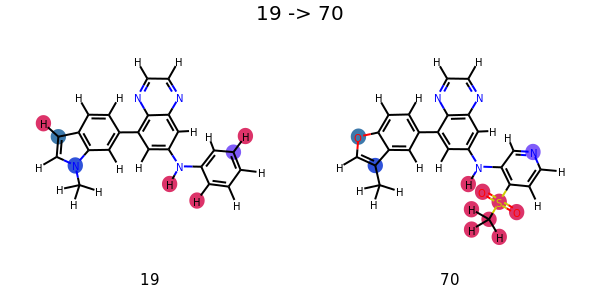 19 -> 70
H H H H
H H N N N N
H H H H O H
H N H N H H N H
H H N H H N H
H H H H H O S O H
H H H H
H H
19 70